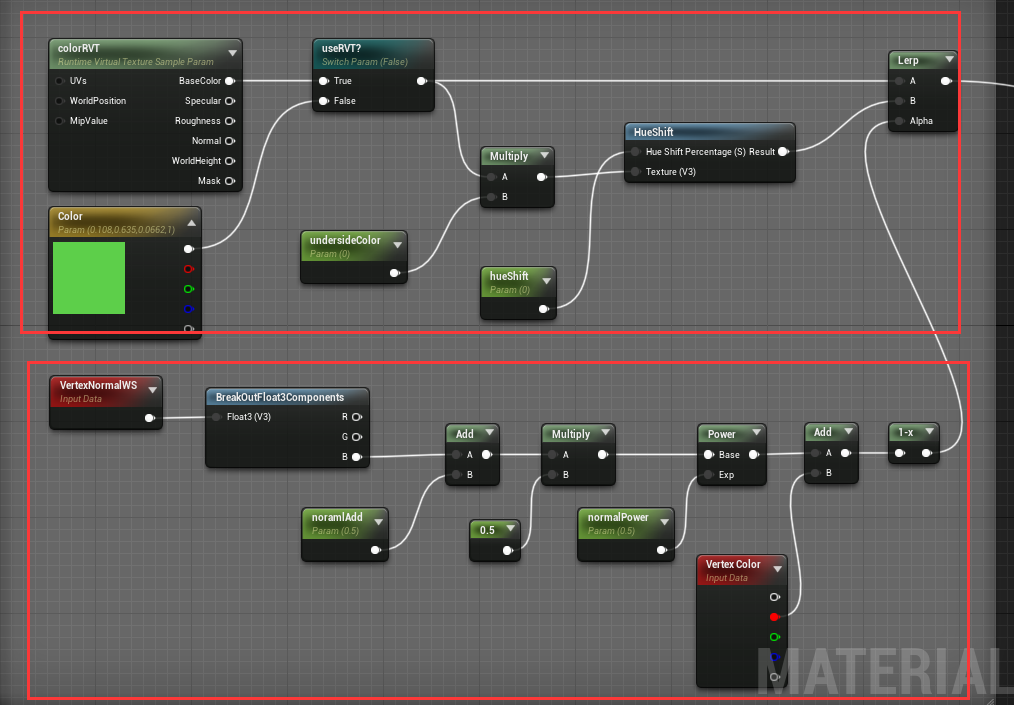 colorRVT
Runtime Virtual Texture Sample Param
UVs
BaseColor
WorldPosition
Specular
MipValue
Roughness
Normal
WorldHeight
Mask
useRVT?
Switch Param (False)
True
False
Lerp
A
B
Alpha
Multiply
A
B
HueShift
Hue Shift Percentage (S) Result
Texture (V3)
Color
Param (0.108,0.635,0.0662,1)
undersideColor
Param (0)
hueShift
Param (0)
VertexNormalWS
Input Data
BreakOutFloat3Components
Float3 (V3)
R
G
B
Add
A
B
Multiply
A
B
Power
Base
Exp
Add
A
B
1-x
noramlAdd
Param (0.5)
0.5
normalPower
Param (0.5)
Vertex Color
Input Data
MATERIAL